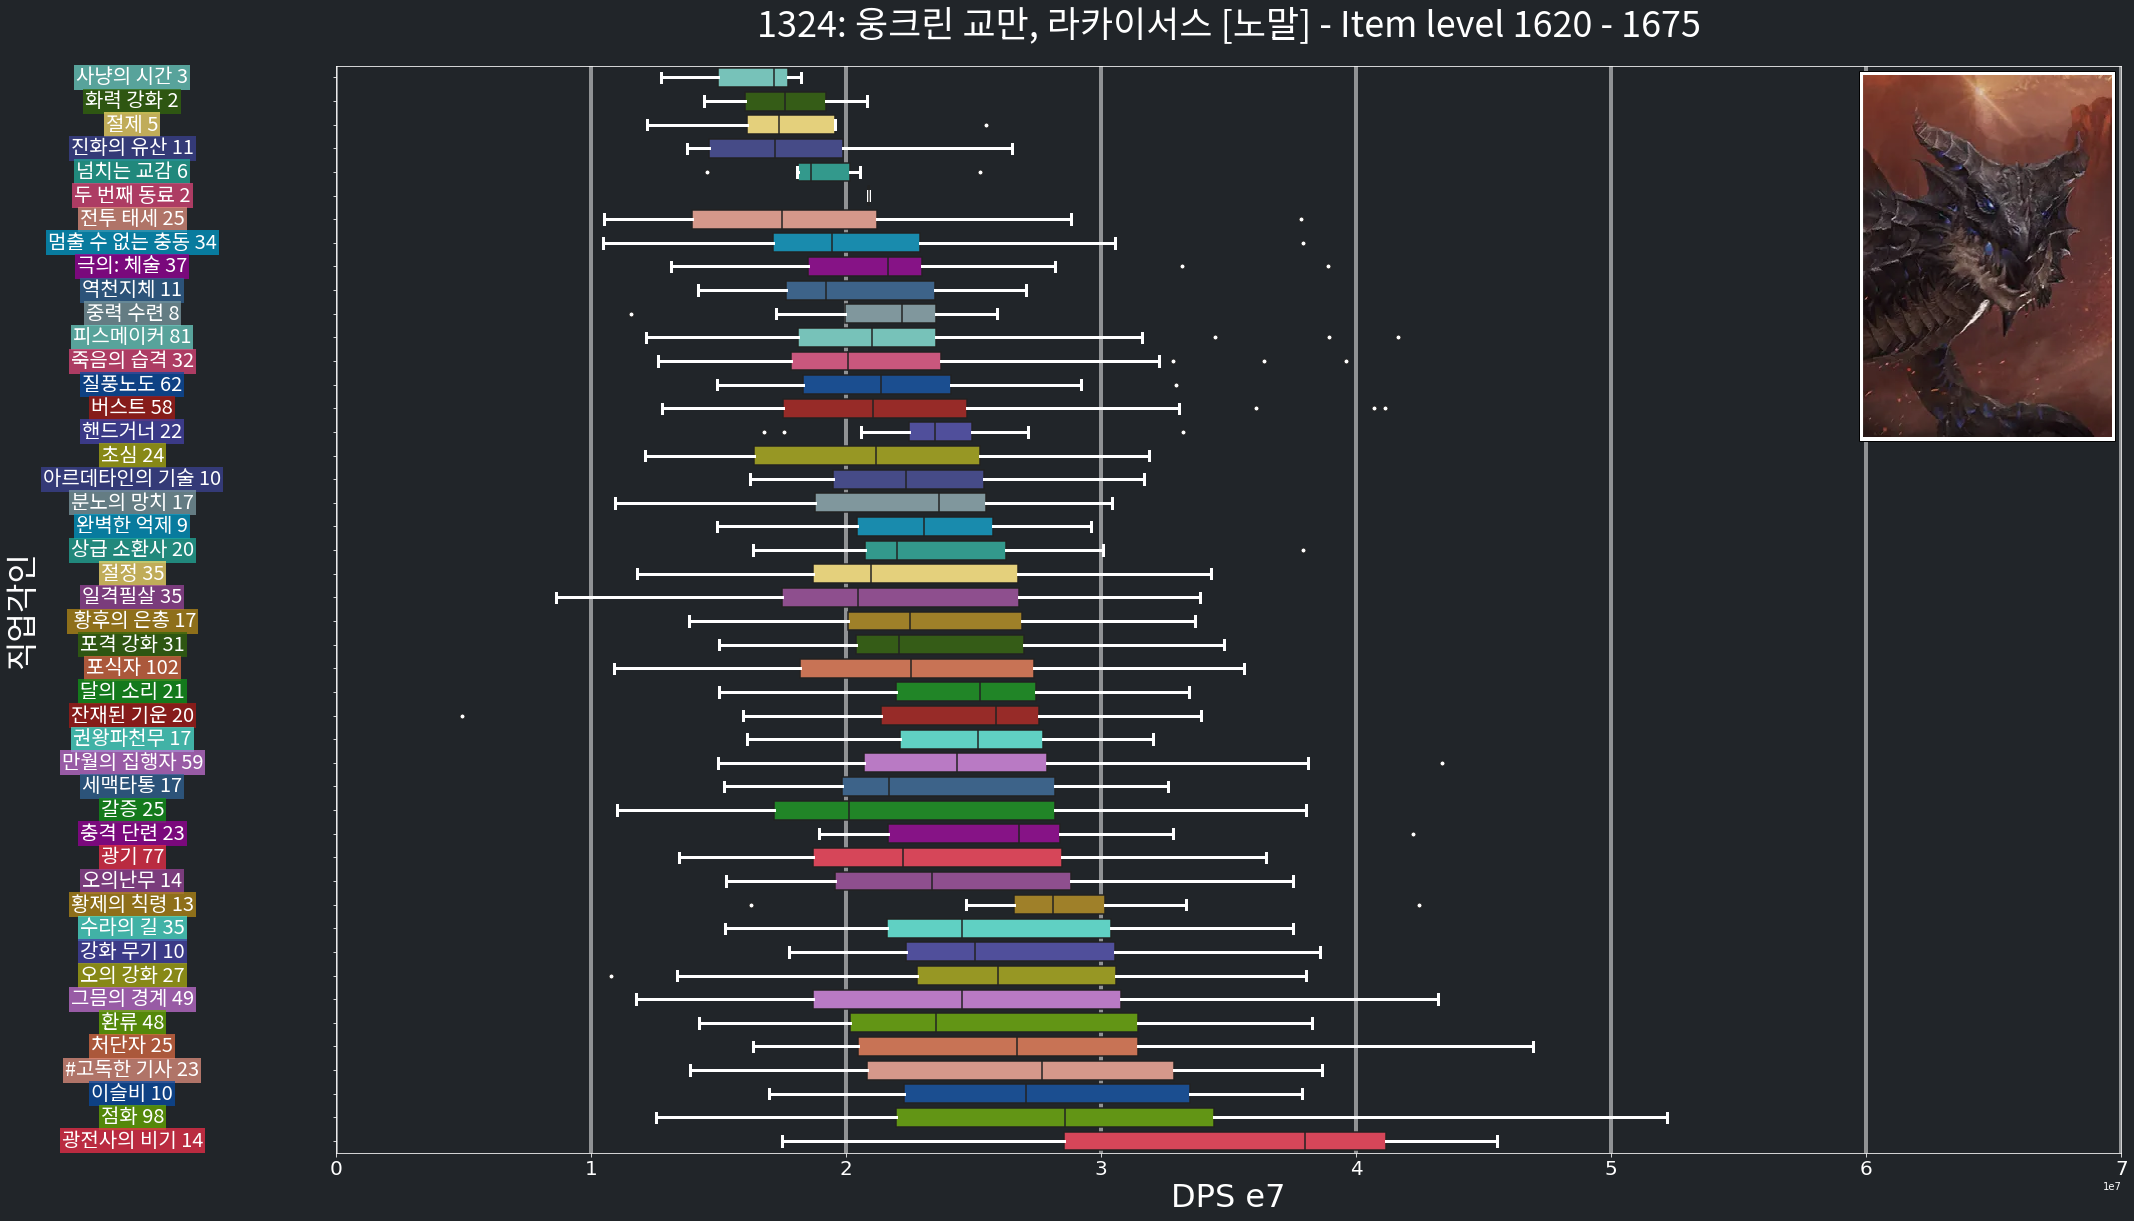 1324: 웅크린 교만, 라카이서스 [노말] - Item level 1620 - 1675
사냥의 시간 3
화력 강화 2
절제 5
진화의 유산 11
넘치는 교감 6
두 번째 동료 2
전투 태세 25
멈출 수 없는 충동 34
극의: 체술 37
역천지체 11
중력 수련 8
피스메이커 81
죽음의 습격 32
질풍노도 62
버스트 58
핸드거너 22
초심 24
아르데타인의 기술 10
분노의 망치 17
완벽한 억제 9
상급 소환사 20
절정 35
일격필살 35
황후의 은총 17
포격 강화 31
포식자 102
달의 소리 21
잔재된 기운 20
권왕파천무 17
만월의 집행자 59
세맥타통 17
갈증 25
충격 단련 23
광기 77
오의난무 14
황제의 칙령 13
수라의 길 35
강화 무기 10
오의 강화 27
그믐의 경계 49
환류 48
처단자 25
#고독한 기사 23
이슬비 10
점화 98
광전사의 비기 14
직업각인
0 1 2 3 4 5 6 7
1e7
DPS e7